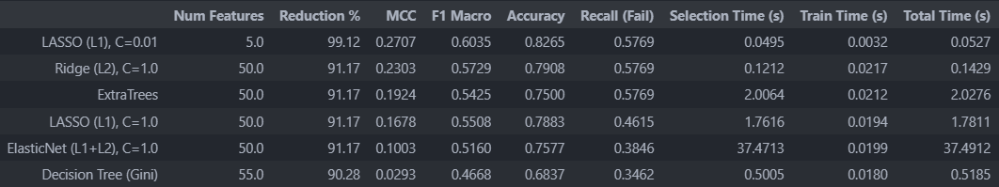 Num Features Reduction % MCC F1 Macro Accuracy Recall (Fail) Selection Time (s) Train Time (s) Total Time (s)
LASSO (L1), C=0.01 5.0 99.12 0.2707 0.6035 0.8265 0.5769 0.0495 0.0032 0.0527
Ridge (L2), C=1.0 50.0 91.17 0.2303 0.5729 0.7908 0.5769 0.1212 0.0217 0.1429
ExtraTrees 50.0 91.17 0.1924 0.5425 0.7500 0.5769 2.0064 0.0212 2.0276
LASSO (L1), C=1.0 50.0 91.17 0.1678 0.5508 0.7883 0.4615 1.7616 0.0194 1.7811
ElasticNet (L1+L2), C=1.0 50.0 91.17 0.1003 0.5160 0.7577 0.3846 37.4713 0.0199 37.4912
Decision Tree (Gini) 55.0 90.28 0.0293 0.4668 0.6837 0.3462 0.5005 0.0180 0.5185